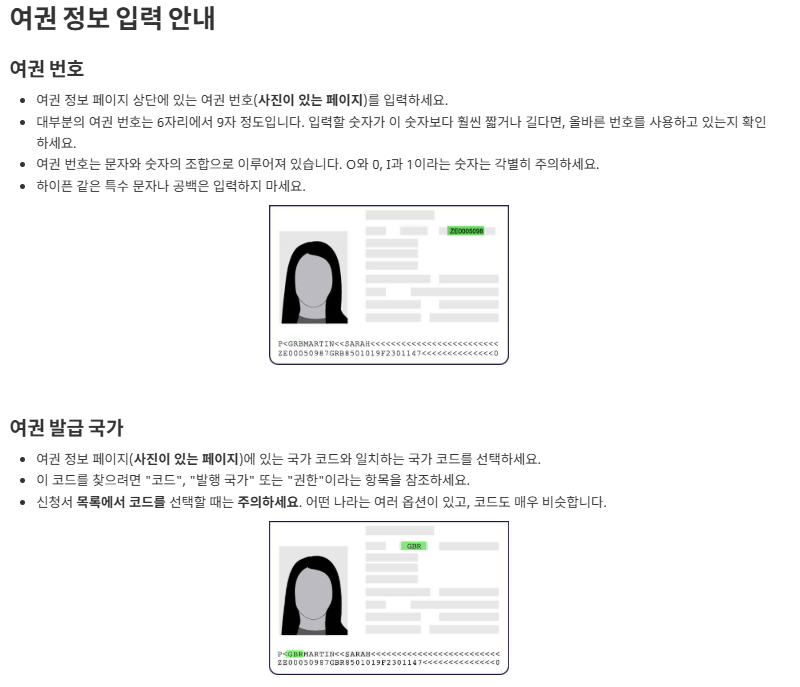 여권 정보 입력 안내
여권 번호
• 여권 정보 페이지 상단에 있는 여권 번호(사진이 있는 페이지)를 입력하세요.
• 대부분의 여권 번호는 6자리에서 9자 정도입니다. 입력할 숫자가 이 숫자보다 훨씬 짧거나 길다면, 올바른 번호를 사용하고 있는지 확인
하세요.
• 여권 번호는 문자와 숫자의 조합으로 이루어져 있습니다. O와 0, I과 1이라는 숫자는 각별히 주의하세요.
• 하이픈 같은 특수 문자나 공백은 입력하지 마세요.
ZE0005098
P<GRBMARTIN<<SARAH<<<<<<<<<<<<<<<<<<<<<<<<<<
ZE00050987GRB8501019F2301147<<<<<<<<<<<<<<<0
여권 발급 국가
• 여권 정보 페이지(사진이 있는 페이지)에 있는 국가 코드와 일치하는 국가 코드를 선택하세요.
• 이 코드를 찾으려면 "코드", "발행 국가" 또는 "권한"이라는 항목을 참조하세요.
• 신청서 목록에서 코드를 선택할 때는 주의하세요. 어떤 나라는 여러 옵션이 있고, 코드도 매우 비슷합니다.
GBR
P<GBRMARTIN<<SARAH<<<<<<<<<<<<<<<<<<<<<<<<<<
ZE00050987GBR8501019F2301147<<<<<<<<<<<<<<<0